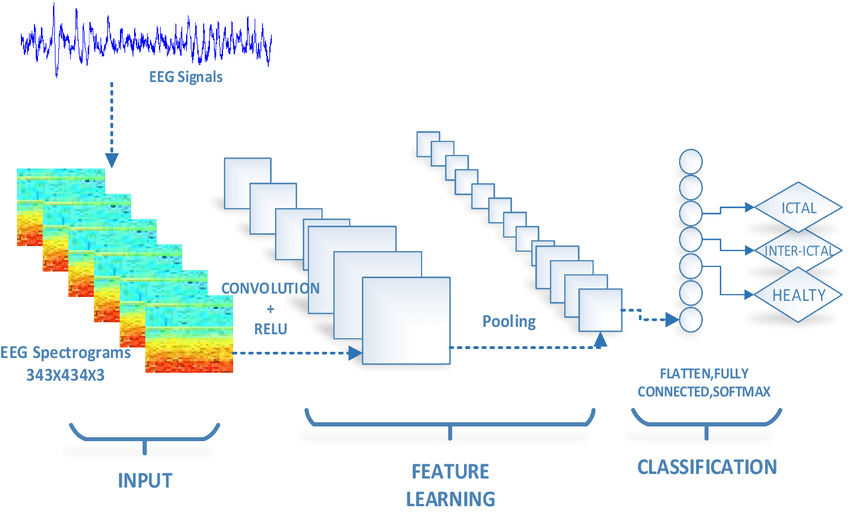 EEG Signals
EEG Spectrograms
343X434X3
CONVOLUTION
+
RELU
Pooling
ICTAL
INTER-ICTAL
HEALTY
FLATTEN,FULLY
CONNECTED,SOFTMAX
INPUT
FEATURE
LEARNING
CLASSIFICATION